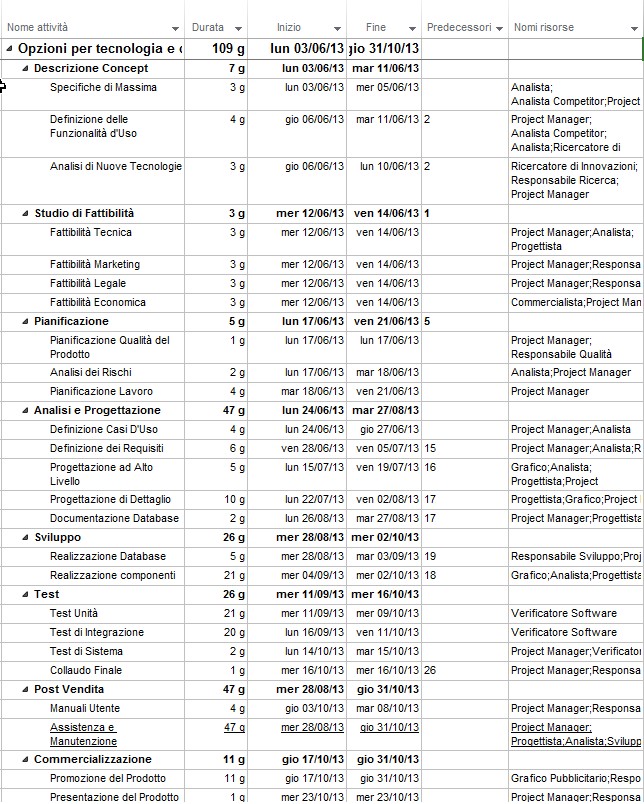 Nome attività Durata Inizio Fine Predecessori Nomi risorse
Opzioni per tecnologia e 109 g lun 03/06/13 gio 31/10/13
Descrizione Concept 7 g lun 03/06/13 mar 11/06/13
Specifiche di Massima 3 g lun 03/06/13 mer 05/06/13 Analista;
Analista Competitor;Project
Definizione delle 4 g gio 06/06/13 mar 11/06/13 2 Project Manager;
Funzionalità d'Uso Analista Competitor;
Analista;Ricercatore di
Analisi di Nuove Tecnologie 3 g gio 06/06/13 lun 10/06/13 2 Ricercatore di Innovazioni;
Responsabile Ricerca;
Project Manager
Studio di Fattibilità 3 g mer 12/06/13 ven 14/06/13 1
Fattibilità Tecnica 3 g mer 12/06/13 ven 14/06/13 Project Manager;Analista;
Progettista
Fattibilità Marketing 3 g mer 12/06/13 ven 14/06/13 Project Manager;Responsa
Fattibilità Legale 3 g mer 12/06/13 ven 14/06/13 Project Manager;Responsa
Fattibilità Economica 3 g mer 12/06/13 ven 14/06/13 Commercialista;Project Man
Pianificazione 5 g lun 17/06/13 ven 21/06/13 5
Pianificazione Qualità del 1 g lun 17/06/13 lun 17/06/13 Project Manager;
Prodotto Responsabile Qualità
Analisi dei Rischi 2 g lun 17/06/13 mar 18/06/13 Analista;Project Manager
Pianificazione Lavoro 4 g mar 18/06/13 ven 21/06/13 Project Manager
Analisi e Progettazione 47 g lun 24/06/13 mar 27/08/13
Definizione Casi D'Uso 4 g lun 24/06/13 gio 27/06/13 Project Manager;Analista
Definizione dei Requisiti 6 g ven 28/06/13 ven 05/07/13 15 Project Manager;Analista;R
Progettazione ad Alto 5 g lun 15/07/13 ven 19/07/13 16 Grafico;Analista;
Livello Progettista;Project
Progettazione di Dettaglio 10 g lun 22/07/13 ven 02/08/13 17 Progettista;Grafico;Project
Documentazione Database 2 g lun 26/08/13 mar 27/08/13 17 Project Manager;Progettista
Sviluppo 26 g mer 28/08/13 mer 02/10/13
Realizzazione Database 5 g mer 28/08/13 mar 03/09/13 19 Responsabile Sviluppo;Proj
Realizzazione componenti 21 g mer 04/09/13 mer 02/10/13 18 Grafico;Analista;Progettista
Test 26 g mer 11/09/13 mer 16/10/13
Test Unità 21 g mer 11/09/13 mer 09/10/13 Verificatore Software
Test di Integrazione 20 g lun 16/09/13 ven 11/10/13 Verificatore Software
Test di Sistema 2 g lun 14/10/13 mar 15/10/13 Project Manager;Verificator
Collaudo Finale 1 g mer 16/10/13 mer 16/10/13 26 Project Manager;Responsa
Post Vendita 47 g mer 28/08/13 gio 31/10/13
Manuali Utente 4 g gio 03/10/13 mar 08/10/13 Project Manager;Responsa
Assistenza e 47 g mer 28/08/13 gio 31/10/13 Project Manager;
Manutenzione Progettista;Analista;Svilupp
Commercializzazione 11 g gio 17/10/13 gio 31/10/13
Promozione del Prodotto 11 g gio 17/10/13 gio 31/10/13 Grafico Pubblicitario;Respo
Presentazione del Prodotto 1 g mer 23/10/13 mer 23/10/13 Project Manager;Responsa